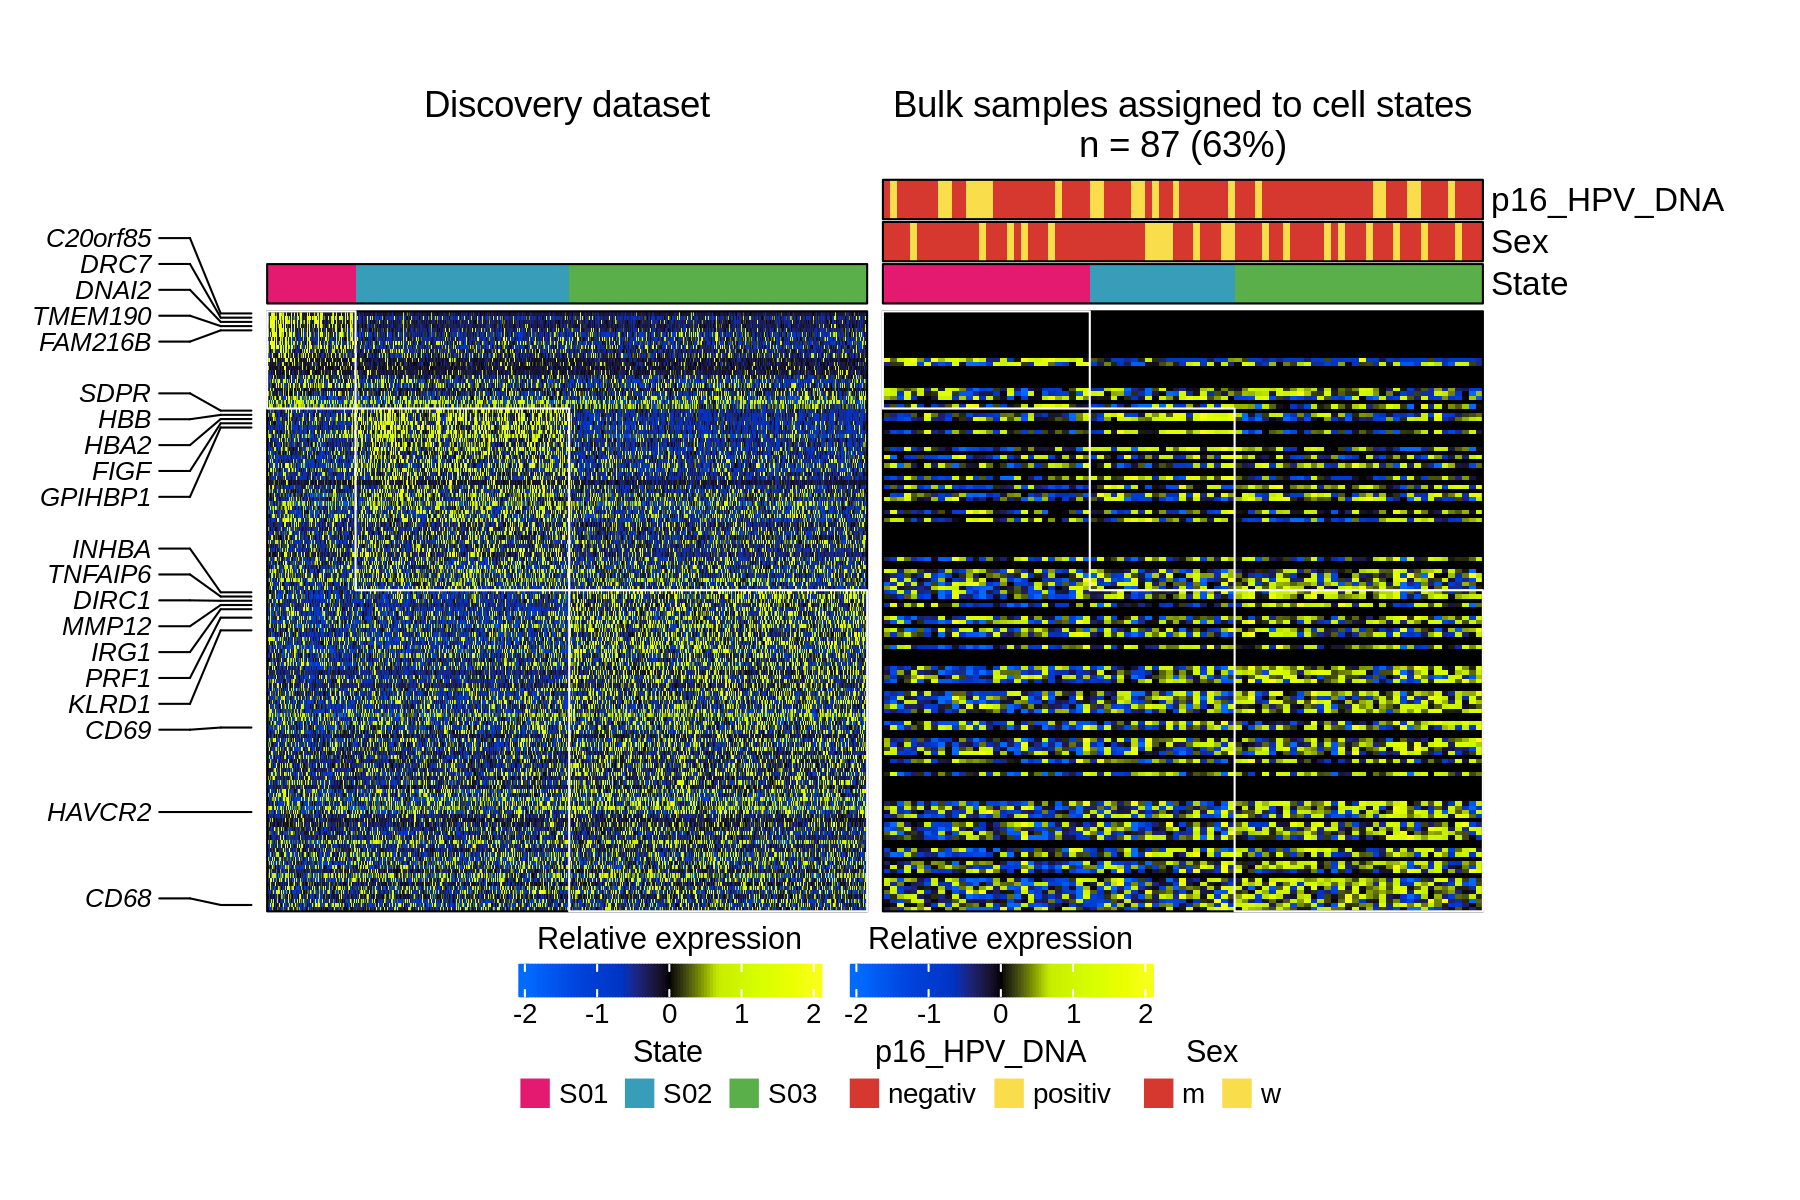 Discovery dataset
Bulk samples assigned to cell states
n = 87 (63%)
p16_HPV_DNA
Sex
State
C20orf85
DRC7
DNAI2
TMEM190
FAM216B
SDPR
HBB
HBA2
FIGF
GPIHBP1
INHBA
TNFAIP6
DIRC1
MMP12
IRG1
PRF1
KLRD1
CD69
HAVCR2
CD68
Relative expression
-2 -1 0 1 2
Relative expression
-2 -1 0 1 2
State
S01 S02 S03
p16_HPV_DNA
negativ positiv
Sex
m w